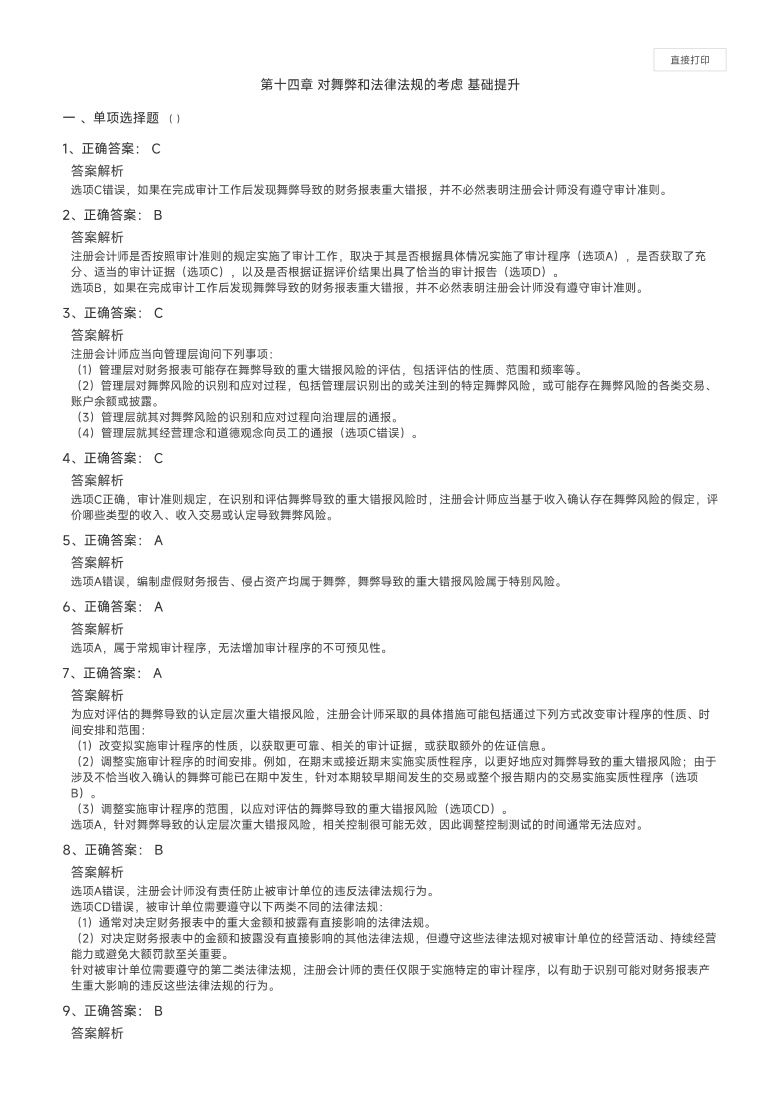 直接打印
第十四章 对舞弊和法律法规的考虑 基础提升
一 、单项选择题 （ ）
1、正确答案： C
答案解析
选项C错误，如果在完成审计工作后发现舞弊导致的财务报表重大错报，并不必然表明注册会计师没有遵守审计准则。
2、正确答案： B
答案解析
注册会计师是否按照审计准则的规定实施了审计工作，取决于其是否根据具体情况实施了审计程序（选项A），是否获取了充
分、适当的审计证据（选项C），以及是否根据证据评价结果出具了恰当的审计报告（选项D）。
选项B，如果在完成审计工作后发现舞弊导致的财务报表重大错报，并不必然表明注册会计师没有遵守审计准则。
3、正确答案： C
答案解析
注册会计师应当向管理层询问下列事项：
（1）管理层对财务报表可能存在舞弊导致的重大错报风险的评估，包括评估的性质、范围和频率等。
（2）管理层对舞弊风险的识别和应对过程，包括管理层识别出的或关注到的特定舞弊风险，或可能存在舞弊风险的各类交易、
账户余额或披露。
（3）管理层就其对舞弊风险的识别和应对过程向治理层的通报。
（4）管理层就其经营理念和道德观念向员工的通报（选项C错误）。
4、正确答案： C
答案解析
选项C正确，审计准则规定，在识别和评估舞弊导致的重大错报风险时，注册会计师应当基于收入确认存在舞弊风险的假定，评
价哪些类型的收入、收入交易或认定导致舞弊风险。
5、正确答案： A
答案解析
选项A错误，编制虚假财务报告、侵占资产均属于舞弊，舞弊导致的重大错报风险属于特别风险。
6、正确答案： A
答案解析
选项A，属于常规审计程序，无法增加审计程序的不可预见性。
7、正确答案： A
答案解析
为应对评估的舞弊导致的认定层次重大错报风险，注册会计师采取的具体措施可能包括通过下列方式改变审计程序的性质、时
间安排和范围：
（1）改变拟实施审计程序的性质，以获取更可靠、相关的审计证据，或获取额外的佐证信息。
（2）调整实施审计程序的时间安排。例如，在期末或接近期末实施实质性程序，以更好地应对舞弊导致的重大错报风险；由于
涉及不恰当收入确认的舞弊可能已在期中发生，针对本期较早期间发生的交易或整个报告期内的交易实施实质性程序（选项
B）。
（3）调整实施审计程序的范围，以应对评估的舞弊导致的重大错报风险（选项CD）。
选项A，针对舞弊导致的认定层次重大错报风险，相关控制很可能无效，因此调整控制测试的时间通常无法应对。
8、正确答案： B
答案解析
选项A错误，注册会计师没有责任防止被审计单位的违反法律法规行为。
选项CD错误，被审计单位需要遵守以下两类不同的法律法规：
（1）通常对决定财务报表中的重大金额和披露有直接影响的法律法规。
（2）对决定财务报表中的金额和披露没有直接影响的其他法律法规，但遵守这些法律法规对被审计单位的经营活动、持续经营
能力或避免大额罚款至关重要。
针对被审计单位需要遵守的第二类法律法规，注册会计师的责任仅限于实施特定的审计程序，以有助于识别可能对财务报表产
生重大影响的违反这些法律法规的行为。
9、正确答案： B
答案解析